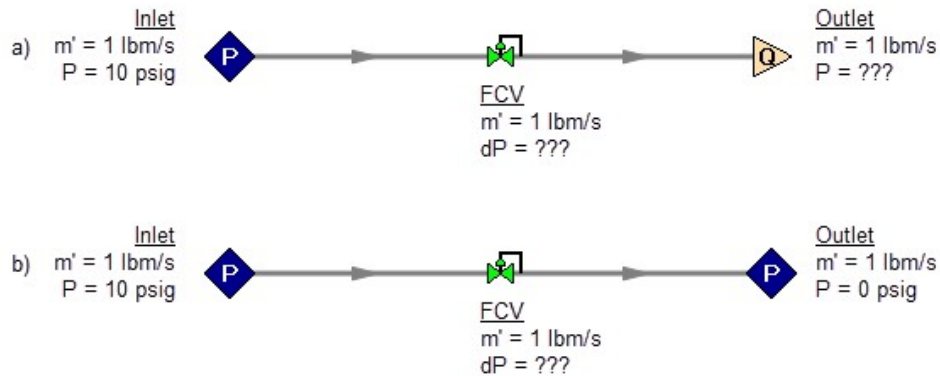 a)
Inlet
m' = 1 lbm/s
P = 10 psig
P
FCV
m' = 1 lbm/s
dP = ???
Q
Outlet
m' = 1 lbm/s
P = ???
b)
Inlet
m' = 1 lbm/s
P = 10 psig
P
FCV
m' = 1 lbm/s
dP = ???
P
Outlet
m' = 1 lbm/s
P = 0 psig